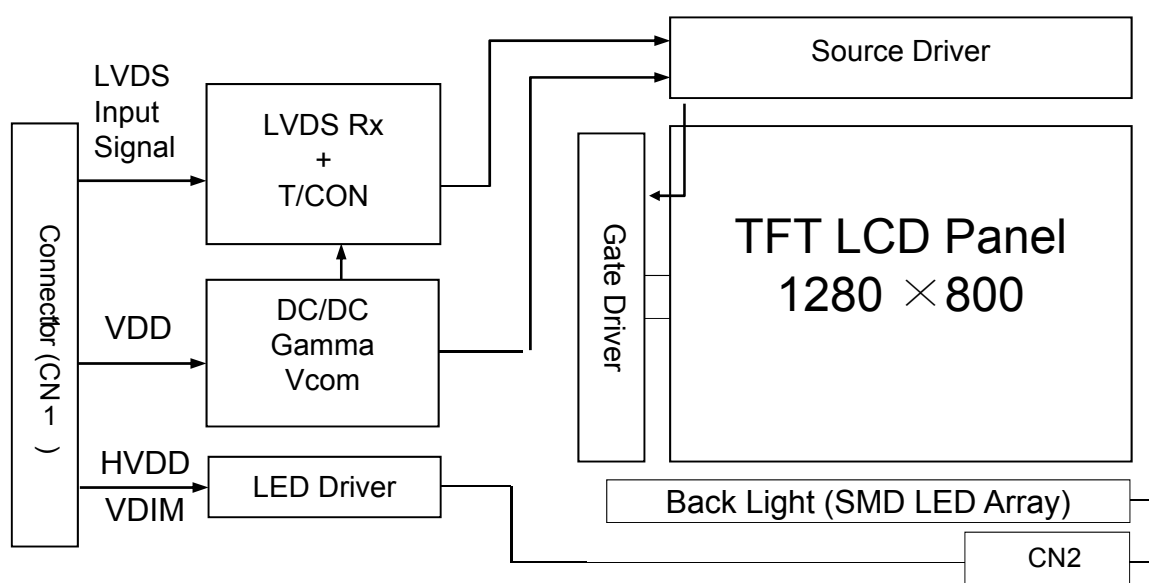 Source Driver
LVDS
Input
Signal
LVDS Rx
+
T/CON
Connector (CN1)
Gate Driver
TFT LCD Panel
1280 × 800
VDD
DC/DC
Gamma
Vcom
HVDD
VDIM
LED Driver
Back Light (SMD LED Array)
CN2